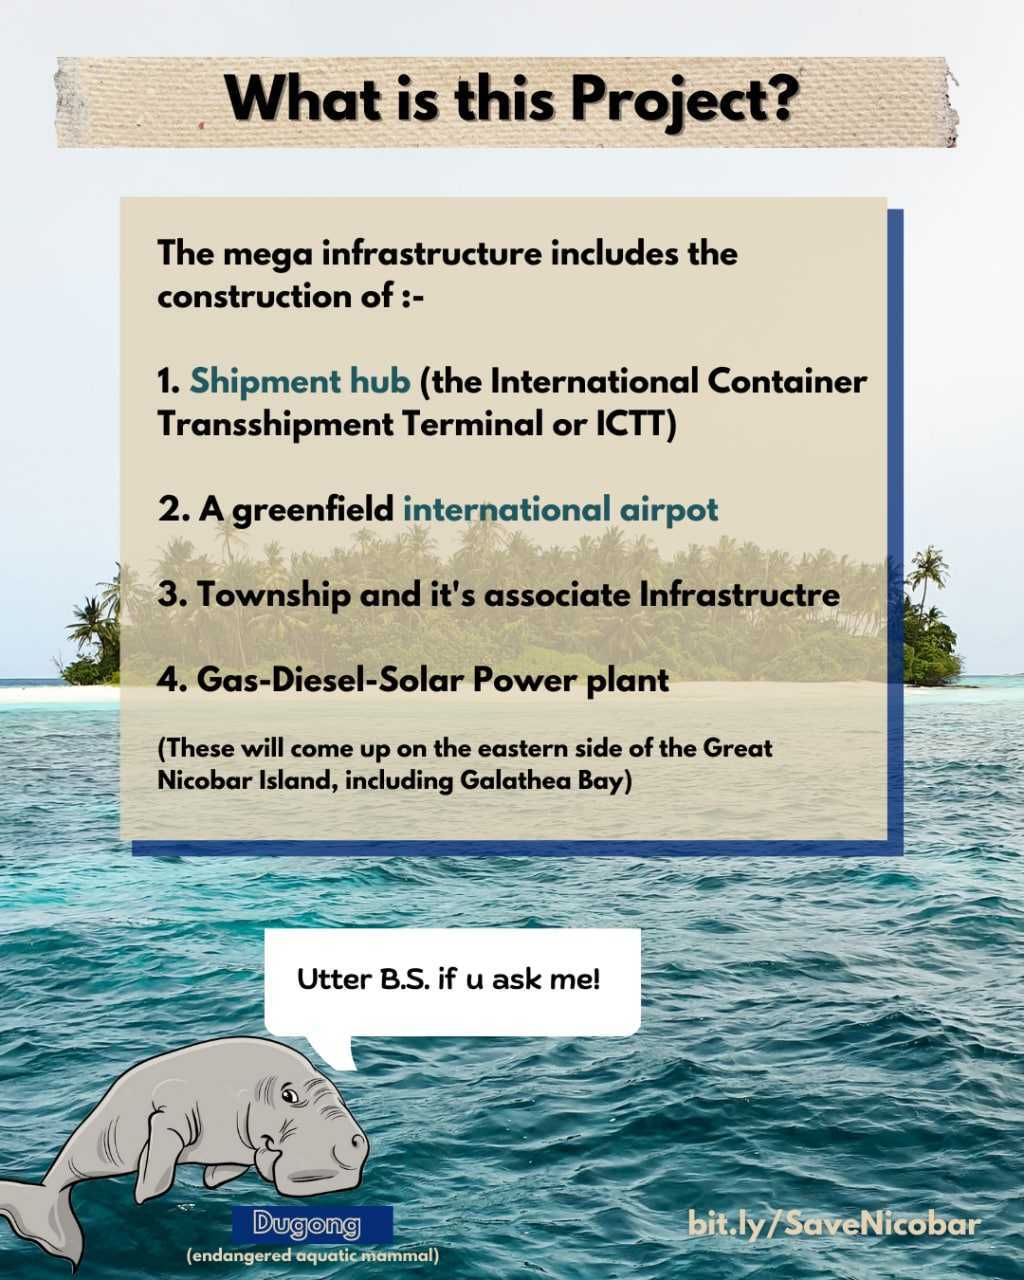 What is this Project?
The mega infrastructure includes the
construction of :-
1. Shipment hub (the International Container
Transshipment Terminal or ICTT)
2. A greenfield international airpot
3. Township and it's associate Infrastructre
4. Gas-Diesel-Solar Power plant
(These will come up on the eastern side of the Great
Nicobar Island, including Galathea Bay)
Utter B.S. if u ask me!
Dugong
(endangered aquatic mammal)
bit.ly/SaveNicobar